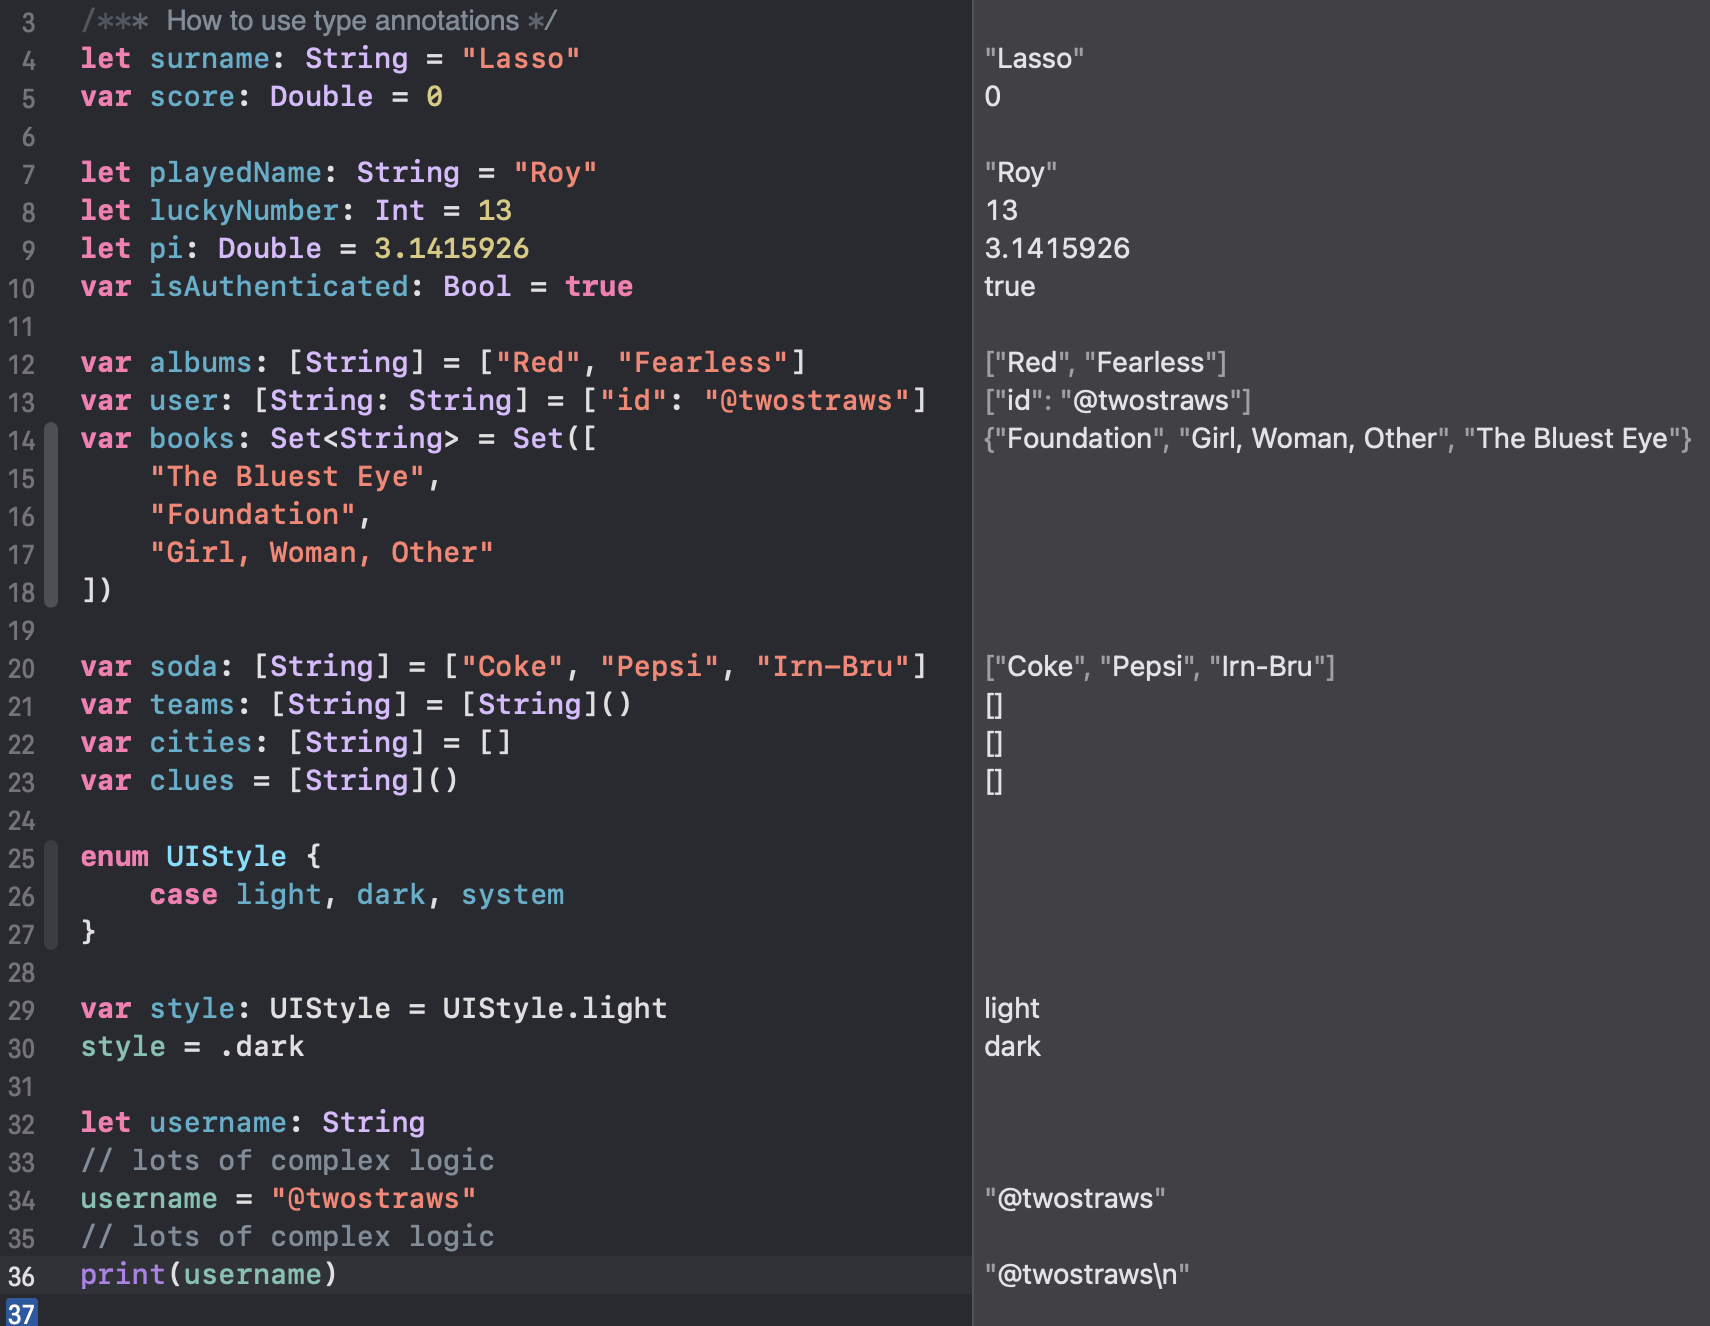 3 /*** How to use type annotations */
4 let surname: String = "Lasso" "Lasso"
5 var score: Double = 0 0
6
7 let playedName: String = "Roy" "Roy"
8 let luckyNumber: Int = 13 13
9 let pi: Double = 3.1415926 3.1415926
10 var isAuthenticated: Bool = true true
11
12 var albums: [String] = ["Red", "Fearless"] ["Red", "Fearless"]
13 var user: [String: String] = ["id": "@twostraws"] ["id": "@twostraws"]
14 var books: Set<String> = Set([ {"Foundation", "Girl, Woman, Other", "The Bluest Eye"}
15 "The Bluest Eye",
16 "Foundation",
17 "Girl, Woman, Other"
18 ])
19
20 var soda: [String] = ["Coke", "Pepsi", "Irn-Bru"] ["Coke", "Pepsi", "Irn-Bru"]
21 var teams: [String] = [String]() []
22 var cities: [String] = [] []
23 var clues = [String]() []
24
25 enum UIStyle {
26 case light, dark, system
27 }
28
29 var style: UIStyle = UIStyle.light light
30 style = .dark dark
31
32 let username: String
33 // lots of complex logic
34 username = "@twostraws" "@twostraws"
35 // lots of complex logic
36 print(username) "@twostraws\n"
37